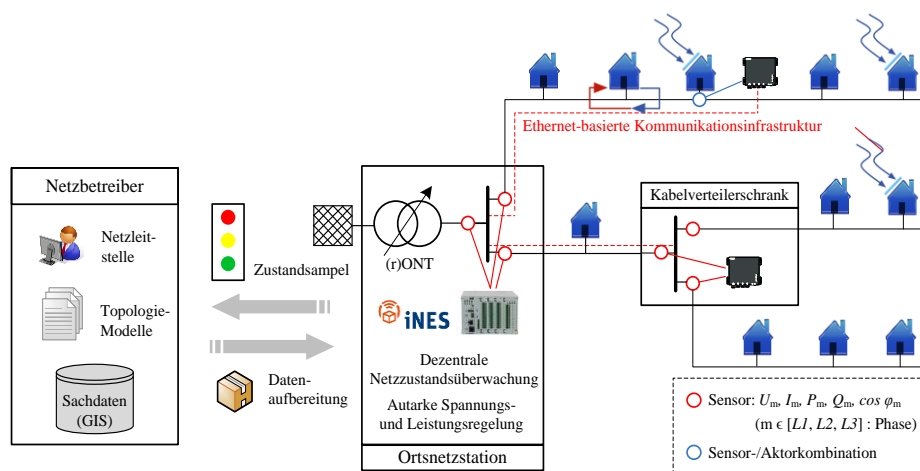 Ethernet-basierte Kommunikationsinfrastruktur
Netzbetreiber
Netzleit-
stelle
Topologie-
Modelle
Sachdaten
(GIS)
Zustandsampel
Daten-
aufbereitung
(r)ONT
iNES
Dezentrale
Netzzustandsüberwachung
Autarke Spannungs-
und Leistungsregelung
Ortsnetzstation
Kabelverteilerschrank
Sensor: Uₘ, Iₘ, Pₘ, Qₘ, cos φₘ
(m ϵ [L1, L2, L3] : Phase)
Sensor-/Aktorkombination